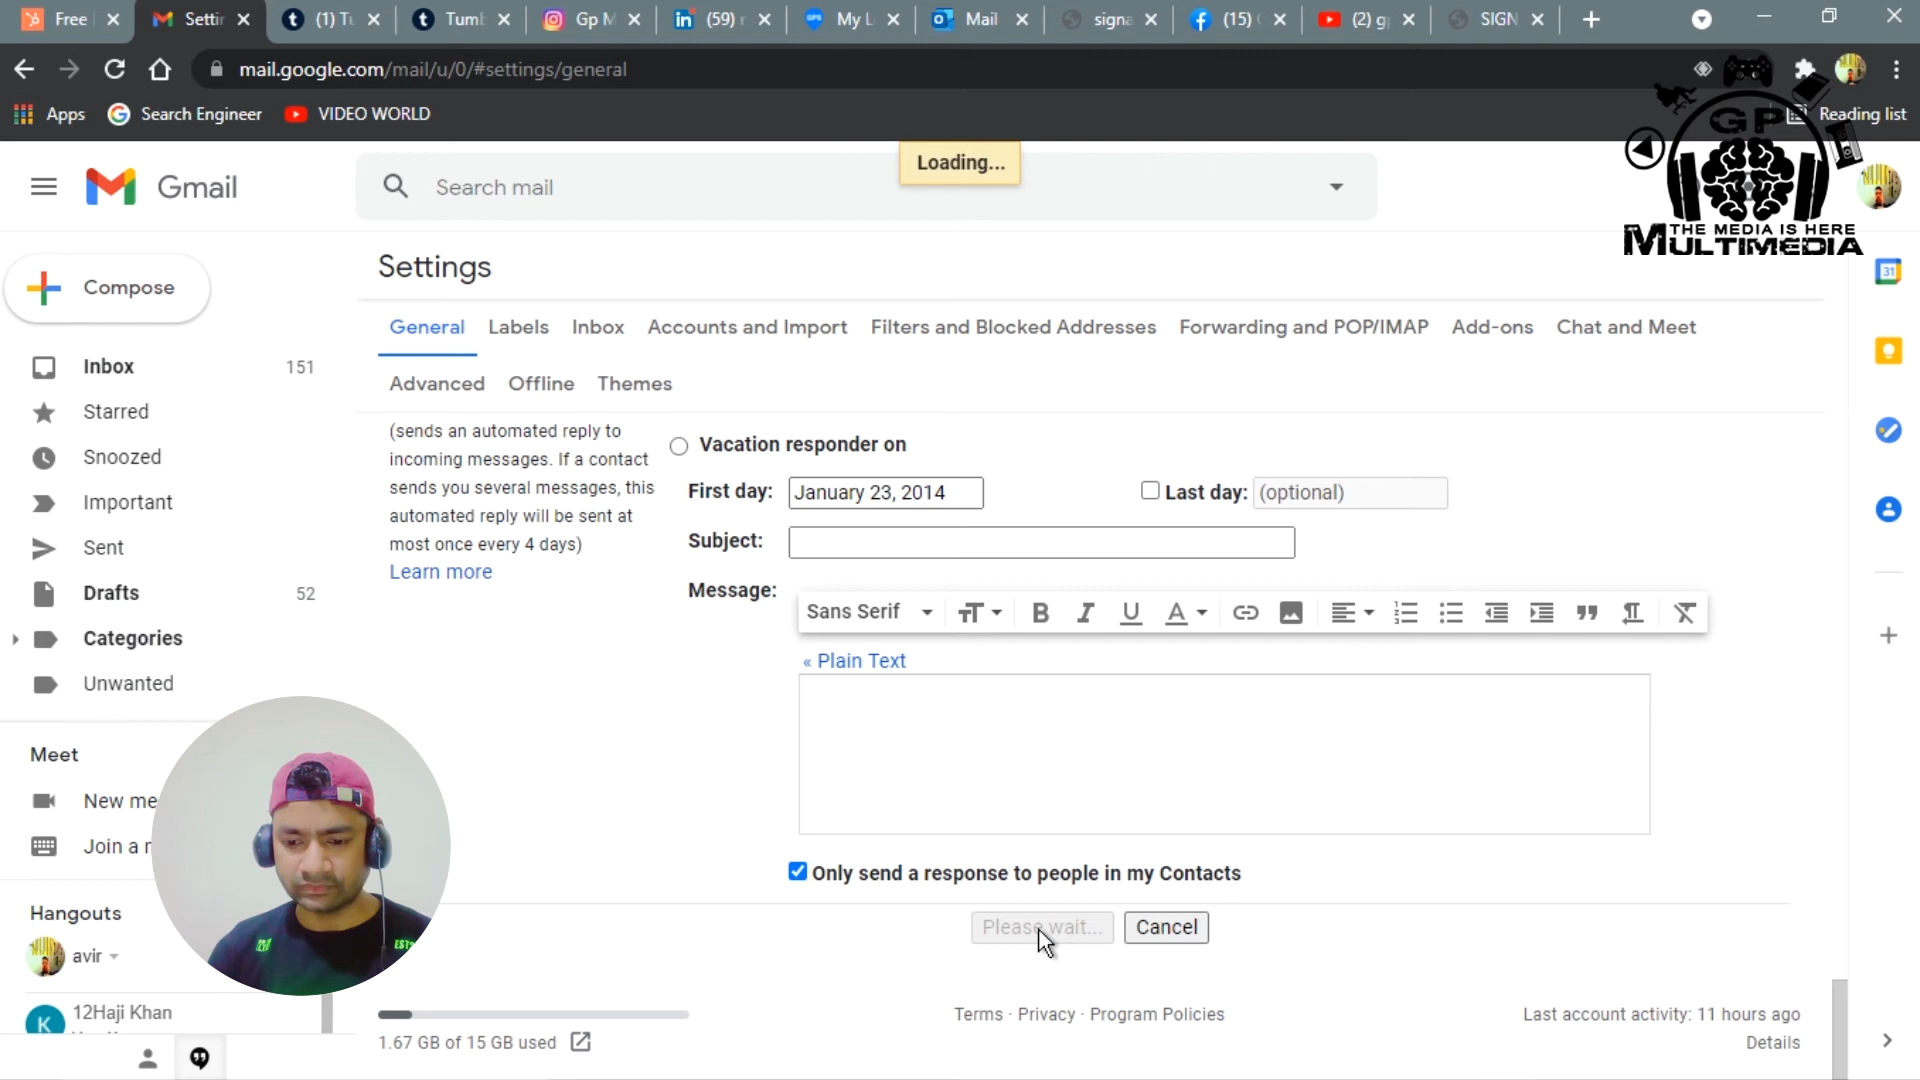 Free
Settin
(1) Tu
Tumb
Gp M
(59)
My L
Mail
signa
(15)
(2) g
SIGN
mail.google.com/mail/u/0/#settings/general
Apps
Search Engineer
VIDEO WORLD
Reading list
GP
THE MEDIA IS HERE
MULTIMEDIA
Gmail
Search mail
Loading...
Compose
Settings
General
Labels
Inbox
Accounts and Import
Filters and Blocked Addresses
Forwarding and POP/IMAP
Add-ons
Chat and Meet
Advanced
Offline
Themes
Inbox 151
Starred
Snoozed
Important
Sent
Drafts 52
Categories
Unwanted
Meet
New me
Join a
Hangouts
avir
K
12Haji Khan
(sends an automated reply to
incoming messages. If a contact
sends you several messages, this
automated reply will be sent at
most once every 4 days)
Learn more
Vacation responder on
First day: January 23, 2014
Last day: (optional)
Subject:
Message:
Sans Serif
« Plain Text
Only send a response to people in my Contacts
Please wait... Cancel
1.67 GB of 15 GB used
Terms · Privacy · Program Policies
Last account activity: 11 hours ago
Details
31
EST